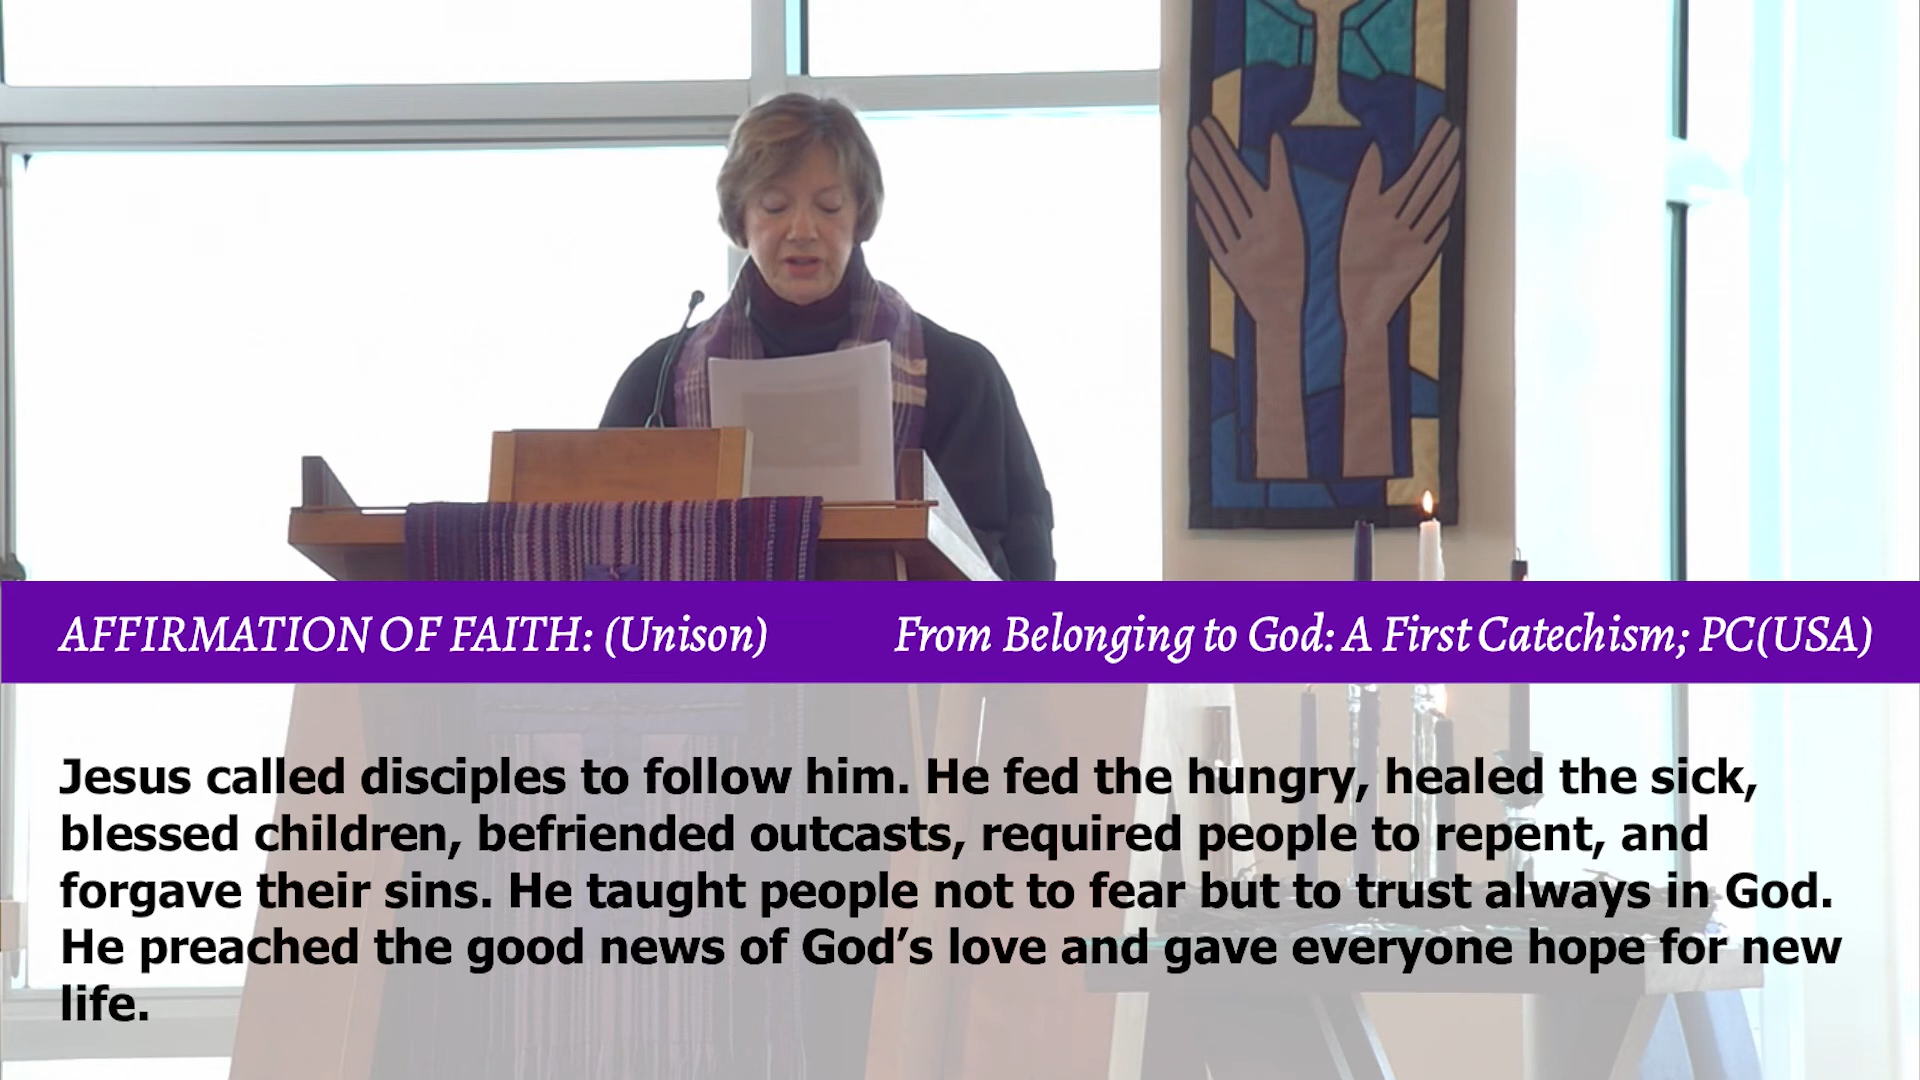 AFFIRMATION OF FAITH: (Unison) From Belonging to God: A First Catechism; PC(USA)
Jesus called disciples to follow him. He fed the hungry, healed the sick,
blessed children, befriended outcasts, required people to repent, and
forgave their sins. He taught people not to fear but to trust always in God.
He preached the good news of God’s love and gave everyone hope for new
life.